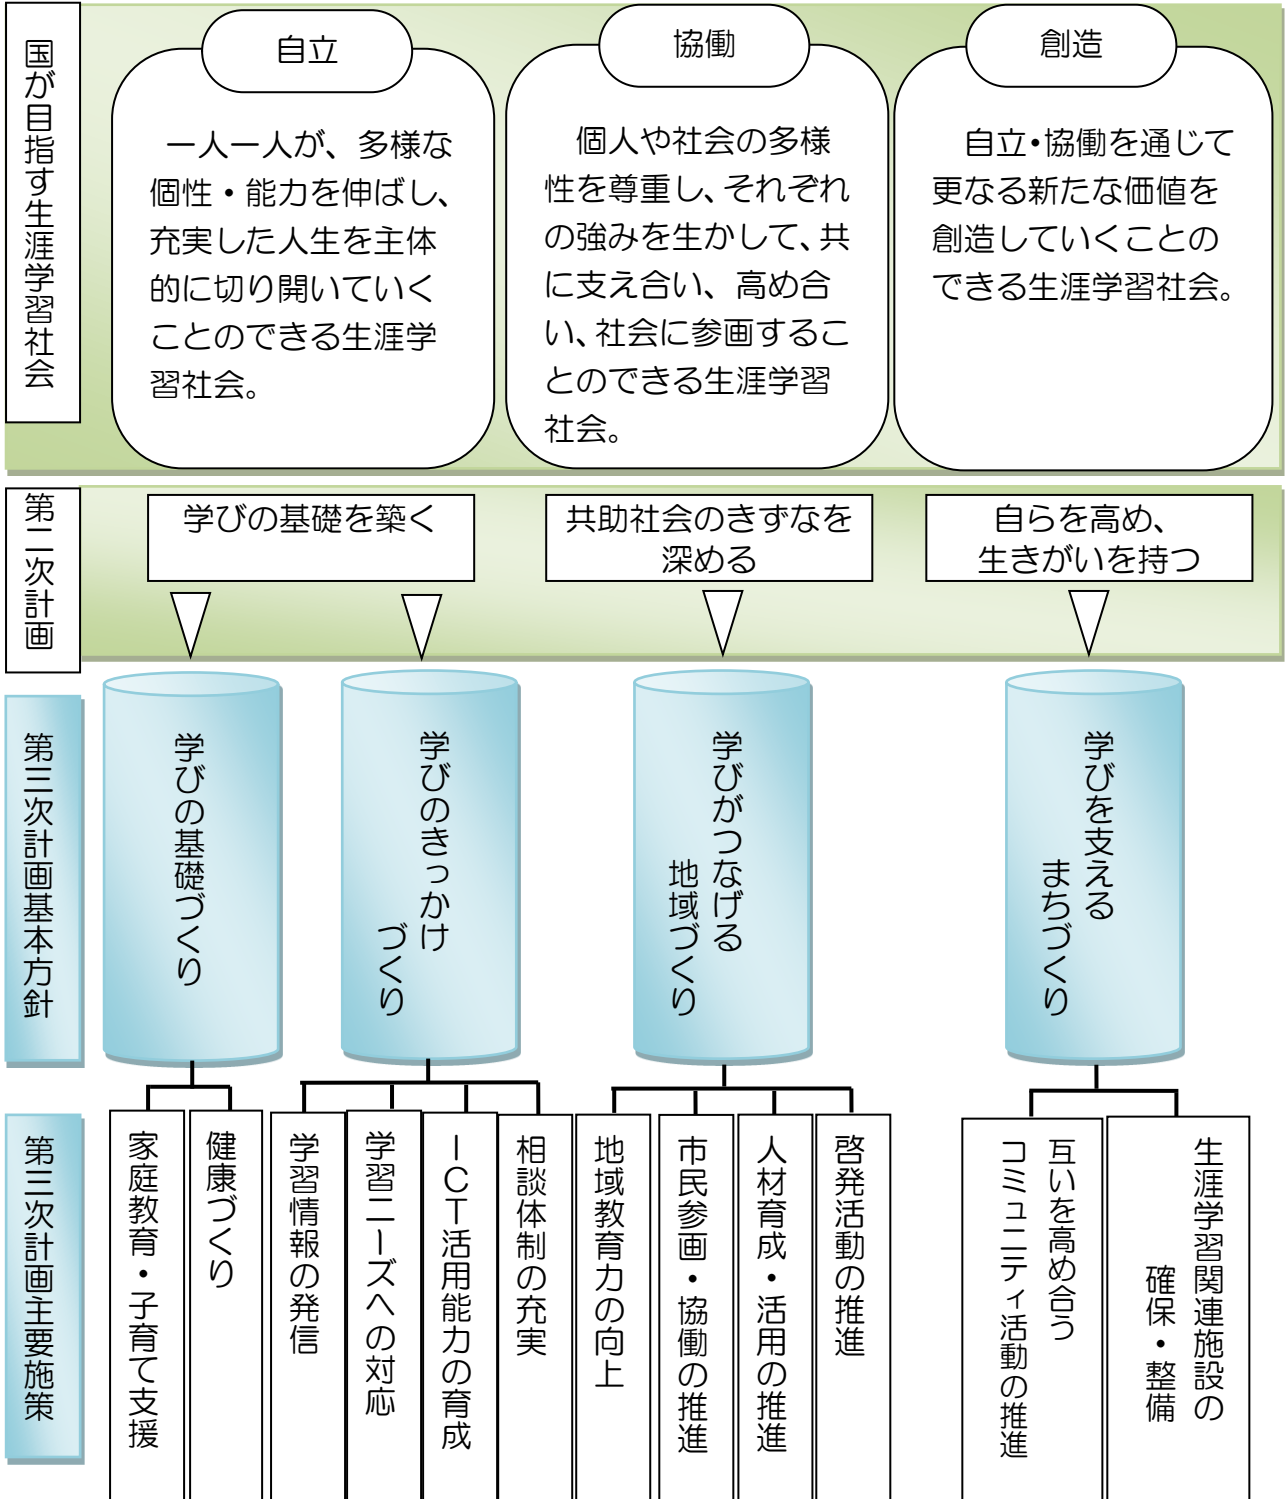 国が目指す生涯学習社会
自立
一人一人が、多様な
個性・能力を伸ばし、
充実した人生を主体
的に切り開いていく
ことのできる生涯学
習社会。
協働
個人や社会の多様
性を尊重し、それぞれ
の強みを生かして、共
に支え合い、高め合
い、社会に参画するこ
とのできる生涯学習
社会。
創造
自立・協働を通じて
更なる新たな価値を
創造していくことの
できる生涯学習社会。
第二次計画
学びの基礎を築く
共助社会のきずなを
深める
自らを高め、
生きがいを持つ
第三次計画基本方針
学びの基礎づくり
学びのきっかけ
づくり
学びがつなげる
地域づくり
学びを支える
まちづくり
第三次計画主要施策
家庭教育・子育て支援
健康づくり
学習情報の発信
学習ニーズへの対応
ICT活用能力の育成
相談体制の充実
地域教育力の向上
市民参画・協働の推進
人材育成・活用の推進
啓発活動の推進
互いを高め合う
コミュニティ活動の推進
生涯学習関連施設の
確保・整備